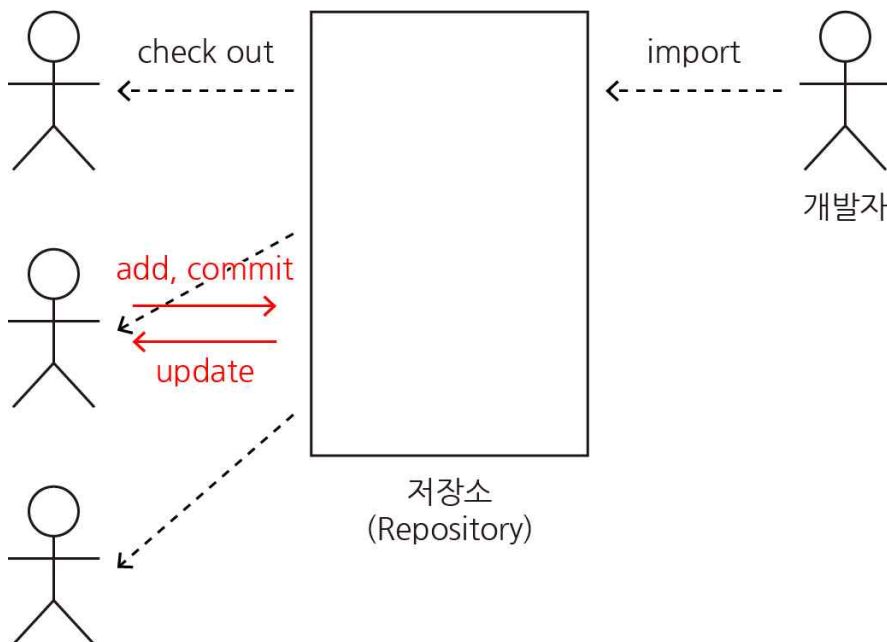 check out
import
개발자
add, commit
update
저장소
(Repository)